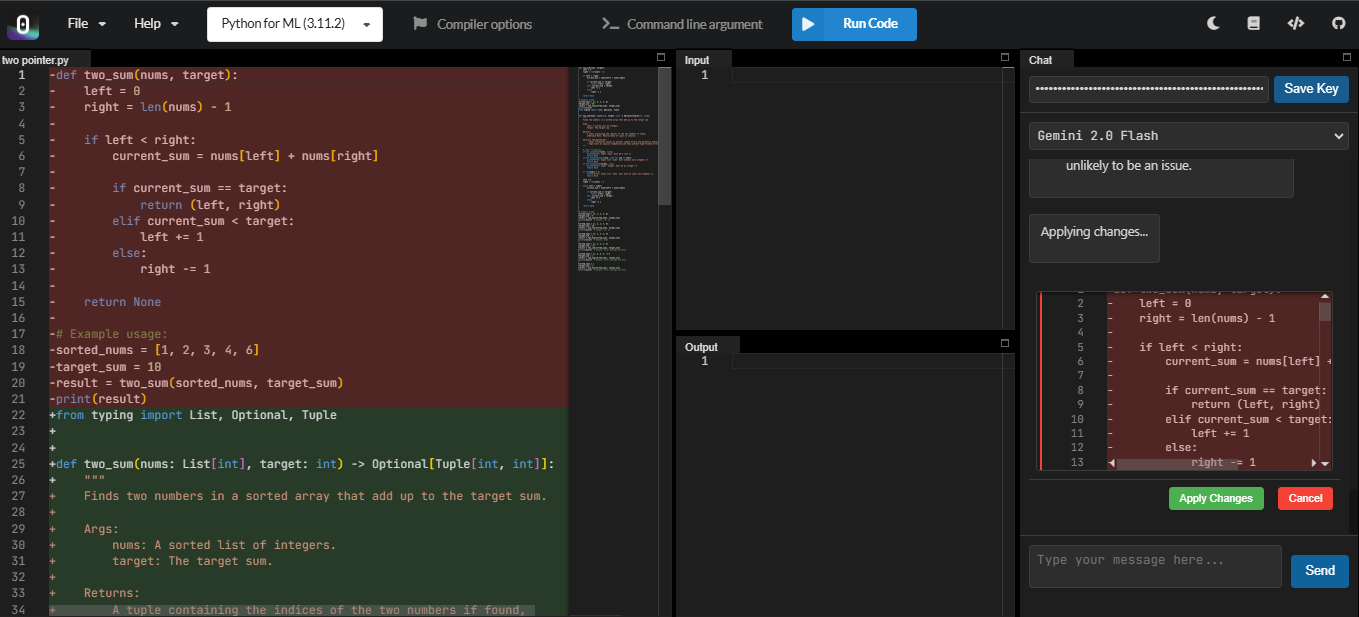 File
Help
Python for ML (3.11.2)
Compiler options
Command line argument
Run Code
two pointer.py
1 -def two_sum(nums, target):
2 -    left = 0
3 -    right = len(nums) - 1
4 -
5 -    if left < right:
6 -        current_sum = nums[left] + nums[right]
7 -
8 -        if current_sum == target:
9 -            return (left, right)
10 -        elif current_sum < target:
11 -            left += 1
12 -        else:
13 -            right -= 1
14 -
15 -    return None
16 -
17 -# Example usage:
18 -sorted_nums = [1, 2, 3, 4, 6]
19 -target_sum = 10
20 -result = two_sum(sorted_nums, target_sum)
21 -print(result)
22 +from typing import List, Optional, Tuple
23 +
24 +
25 +def two_sum(nums: List[int], target: int) -> Optional[Tuple[int, int]]:
26 +    """
27 +    Finds two numbers in a sorted array that add up to the target sum.
28 +
29 +    Args:
30 +        nums: A sorted list of integers.
31 +        target: The target sum.
32 +
33 +    Returns:
34 +        A tuple containing the indices of the two numbers if found,
Input
1
Output
1
Chat
Save Key
Gemini 2.0 Flash
unlikely to be an issue.
Applying changes...
2 -    left = 0
3 -    right = len(nums) - 1
4 -
5 -    if left < right:
6 -        current_sum = nums[left] +
7 -
8 -        if current_sum == target:
9 -            return (left, right)
10 -        elif current_sum < target:
11 -            left += 1
12 -        else:
13 -            right -= 1
Apply Changes
Cancel
Type your message here...
Send